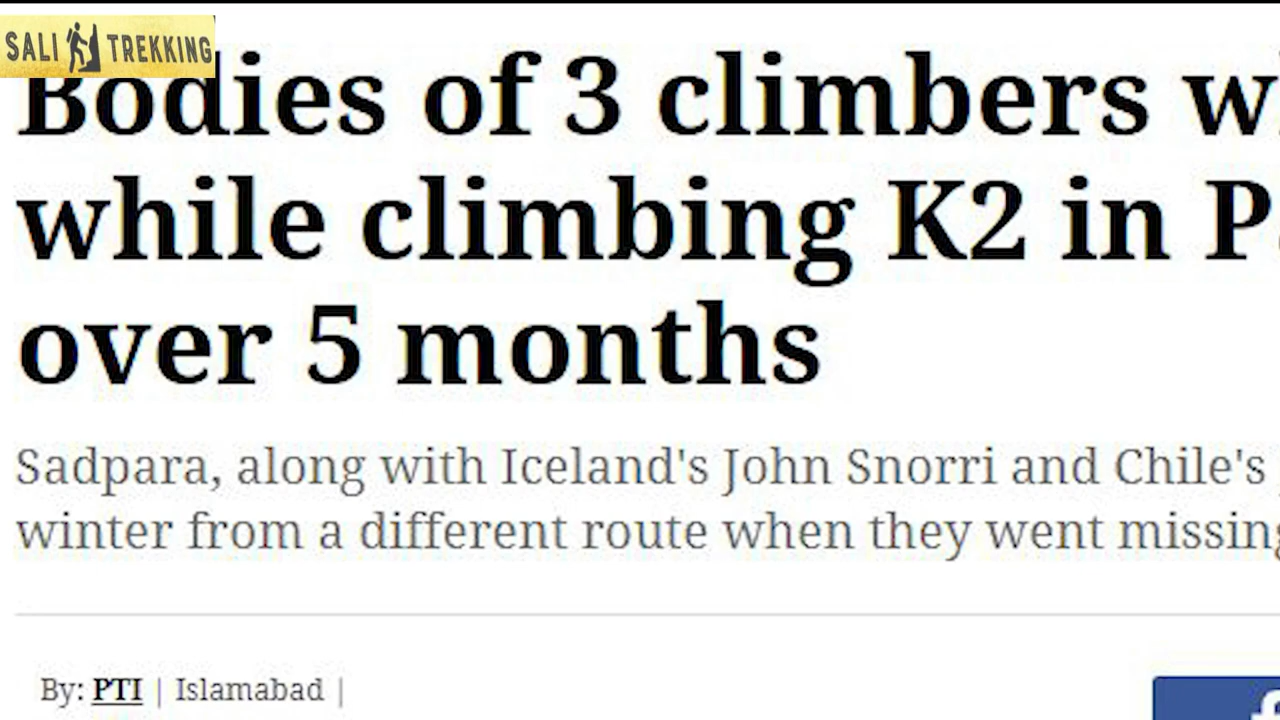 SALI TREKKING
Bodies of 3 climbers
while climbing K2 in
over 5 months
Sadpara, along with Iceland's John Snorri and Chile's
winter from a different route when they went missing
By: PTI | Islamabad |